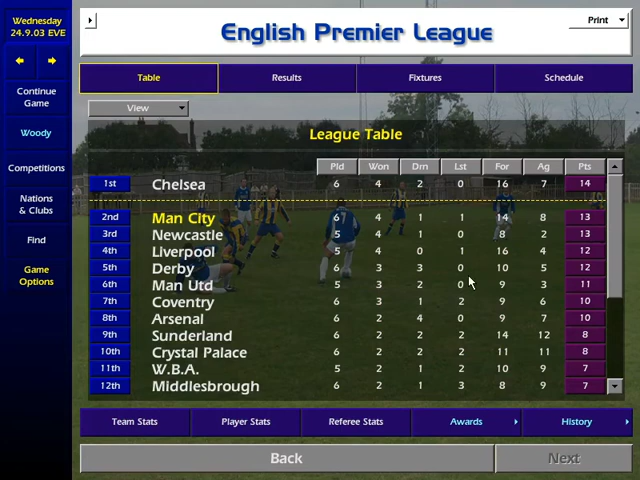 Wednesday
24.9.03 EVE
Continue
Game
Woody
Competitions
Nations
& Clubs
Find
Game
Options
English Premier League
Print
Table Results Fixtures Schedule
View
League Table
Pld Won Drn Lst For Ag Pts
1st Chelsea 6 4 2 0 16 7 14
2nd Man City 6 4 1 1 14 8 13
3rd Newcastle 5 4 1 0 8 2 13
4th Liverpool 5 4 0 1 16 4 12
5th Derby 6 3 3 0 10 5 12
6th Man Utd 5 3 2 0 9 3 11
7th Coventry 6 3 1 2 9 6 10
8th Arsenal 6 2 4 0 9 7 10
9th Sunderland 6 2 2 2 14 12 8
10th Crystal Palace 6 2 2 2 11 11 8
11th W.B.A. 5 2 1 2 10 9 7
12th Middlesbrough 6 2 1 3 8 9 7
Team Stats Player Stats Referee Stats Awards History
Back Next